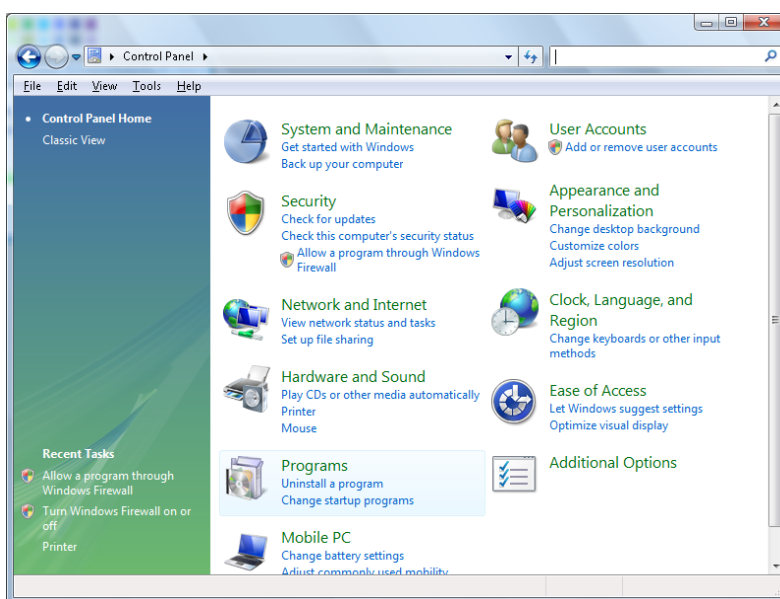 Control Panel
File Edit View Tools Help
Control Panel Home
Classic View
Recent Tasks
Allow a program through
Windows Firewall
Turn Windows Firewall on or
off
Printer
System and Maintenance
Get started with Windows
Back up your computer
Security
Check for updates
Check this computer's security status
Allow a program through Windows
Firewall
Network and Internet
View network status and tasks
Set up file sharing
Hardware and Sound
Play CDs or other media automatically
Printer
Mouse
Programs
Uninstall a program
Change startup programs
Mobile PC
Change battery settings
Adjust commonly used mobility
User Accounts
Add or remove user accounts
Appearance and
Personalization
Change desktop background
Customize colors
Adjust screen resolution
Clock, Language, and
Region
Change keyboards or other input
methods
Ease of Access
Let Windows suggest settings
Optimize visual display
Additional Options